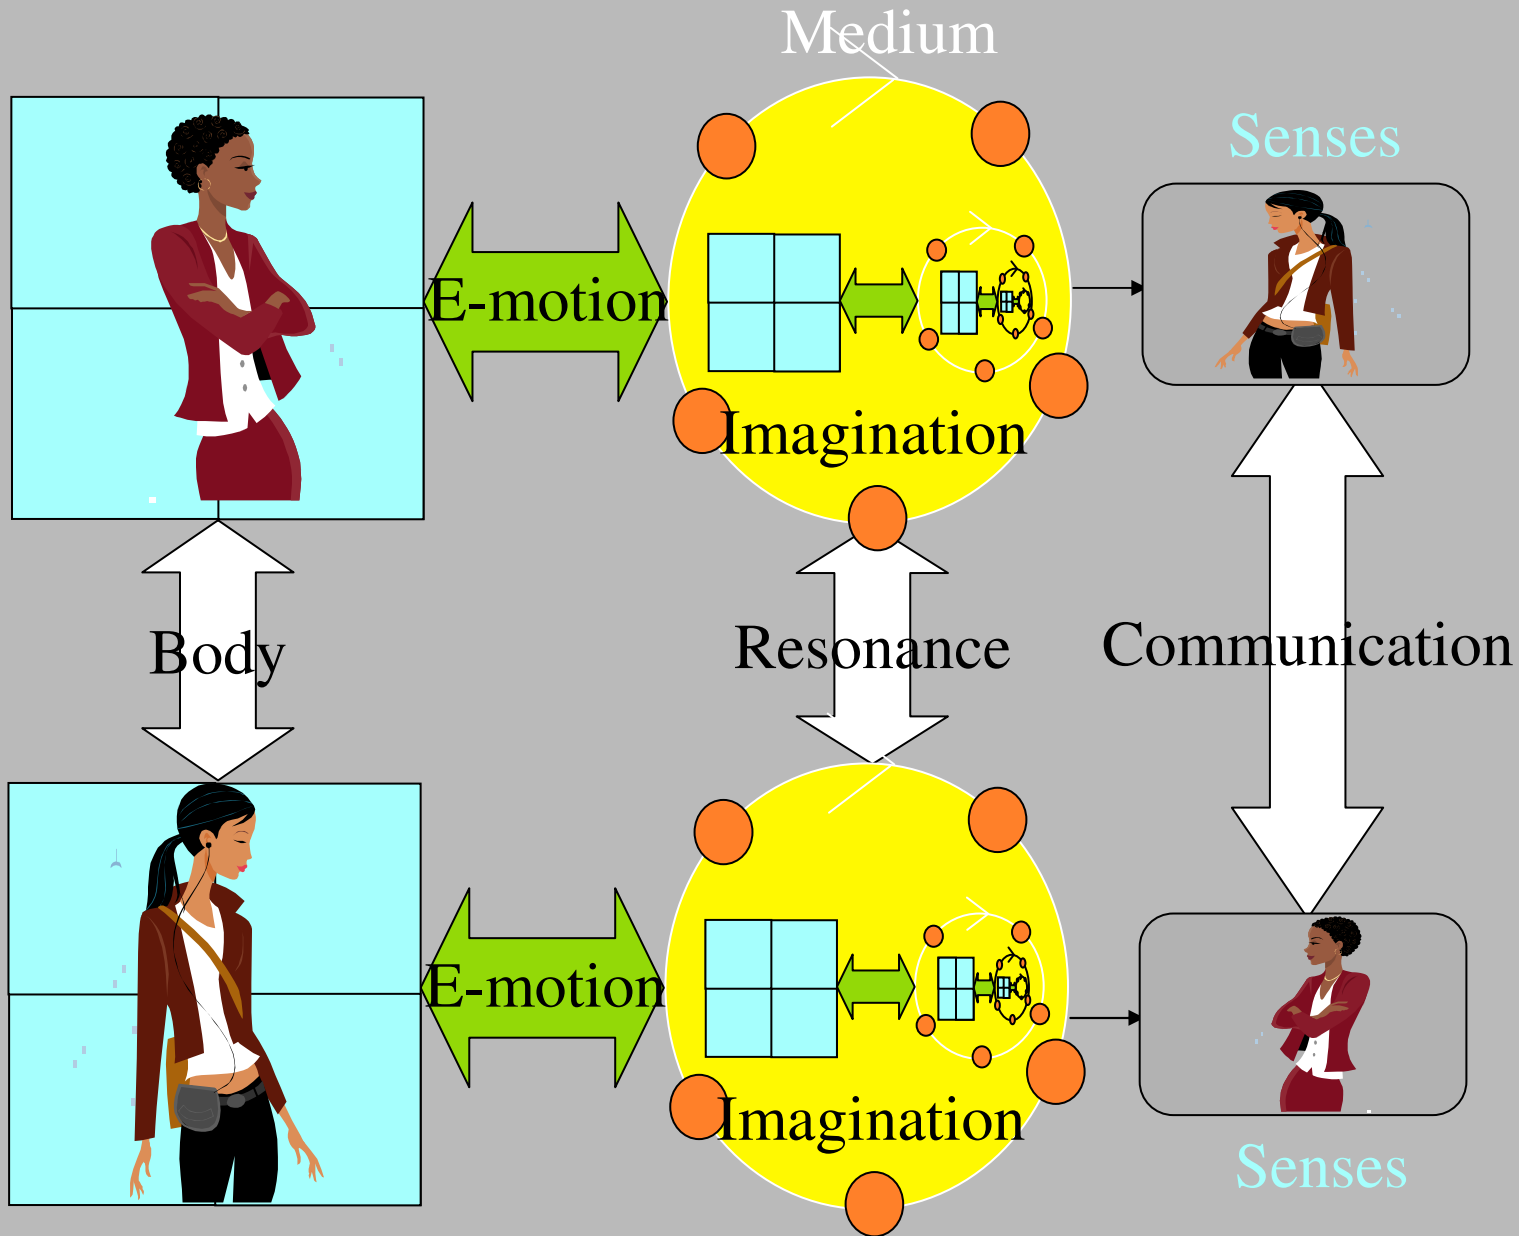 Medium
Senses
E-motion
Imagination
Body
Resonance
Communication
E-motion
Imagination
Senses